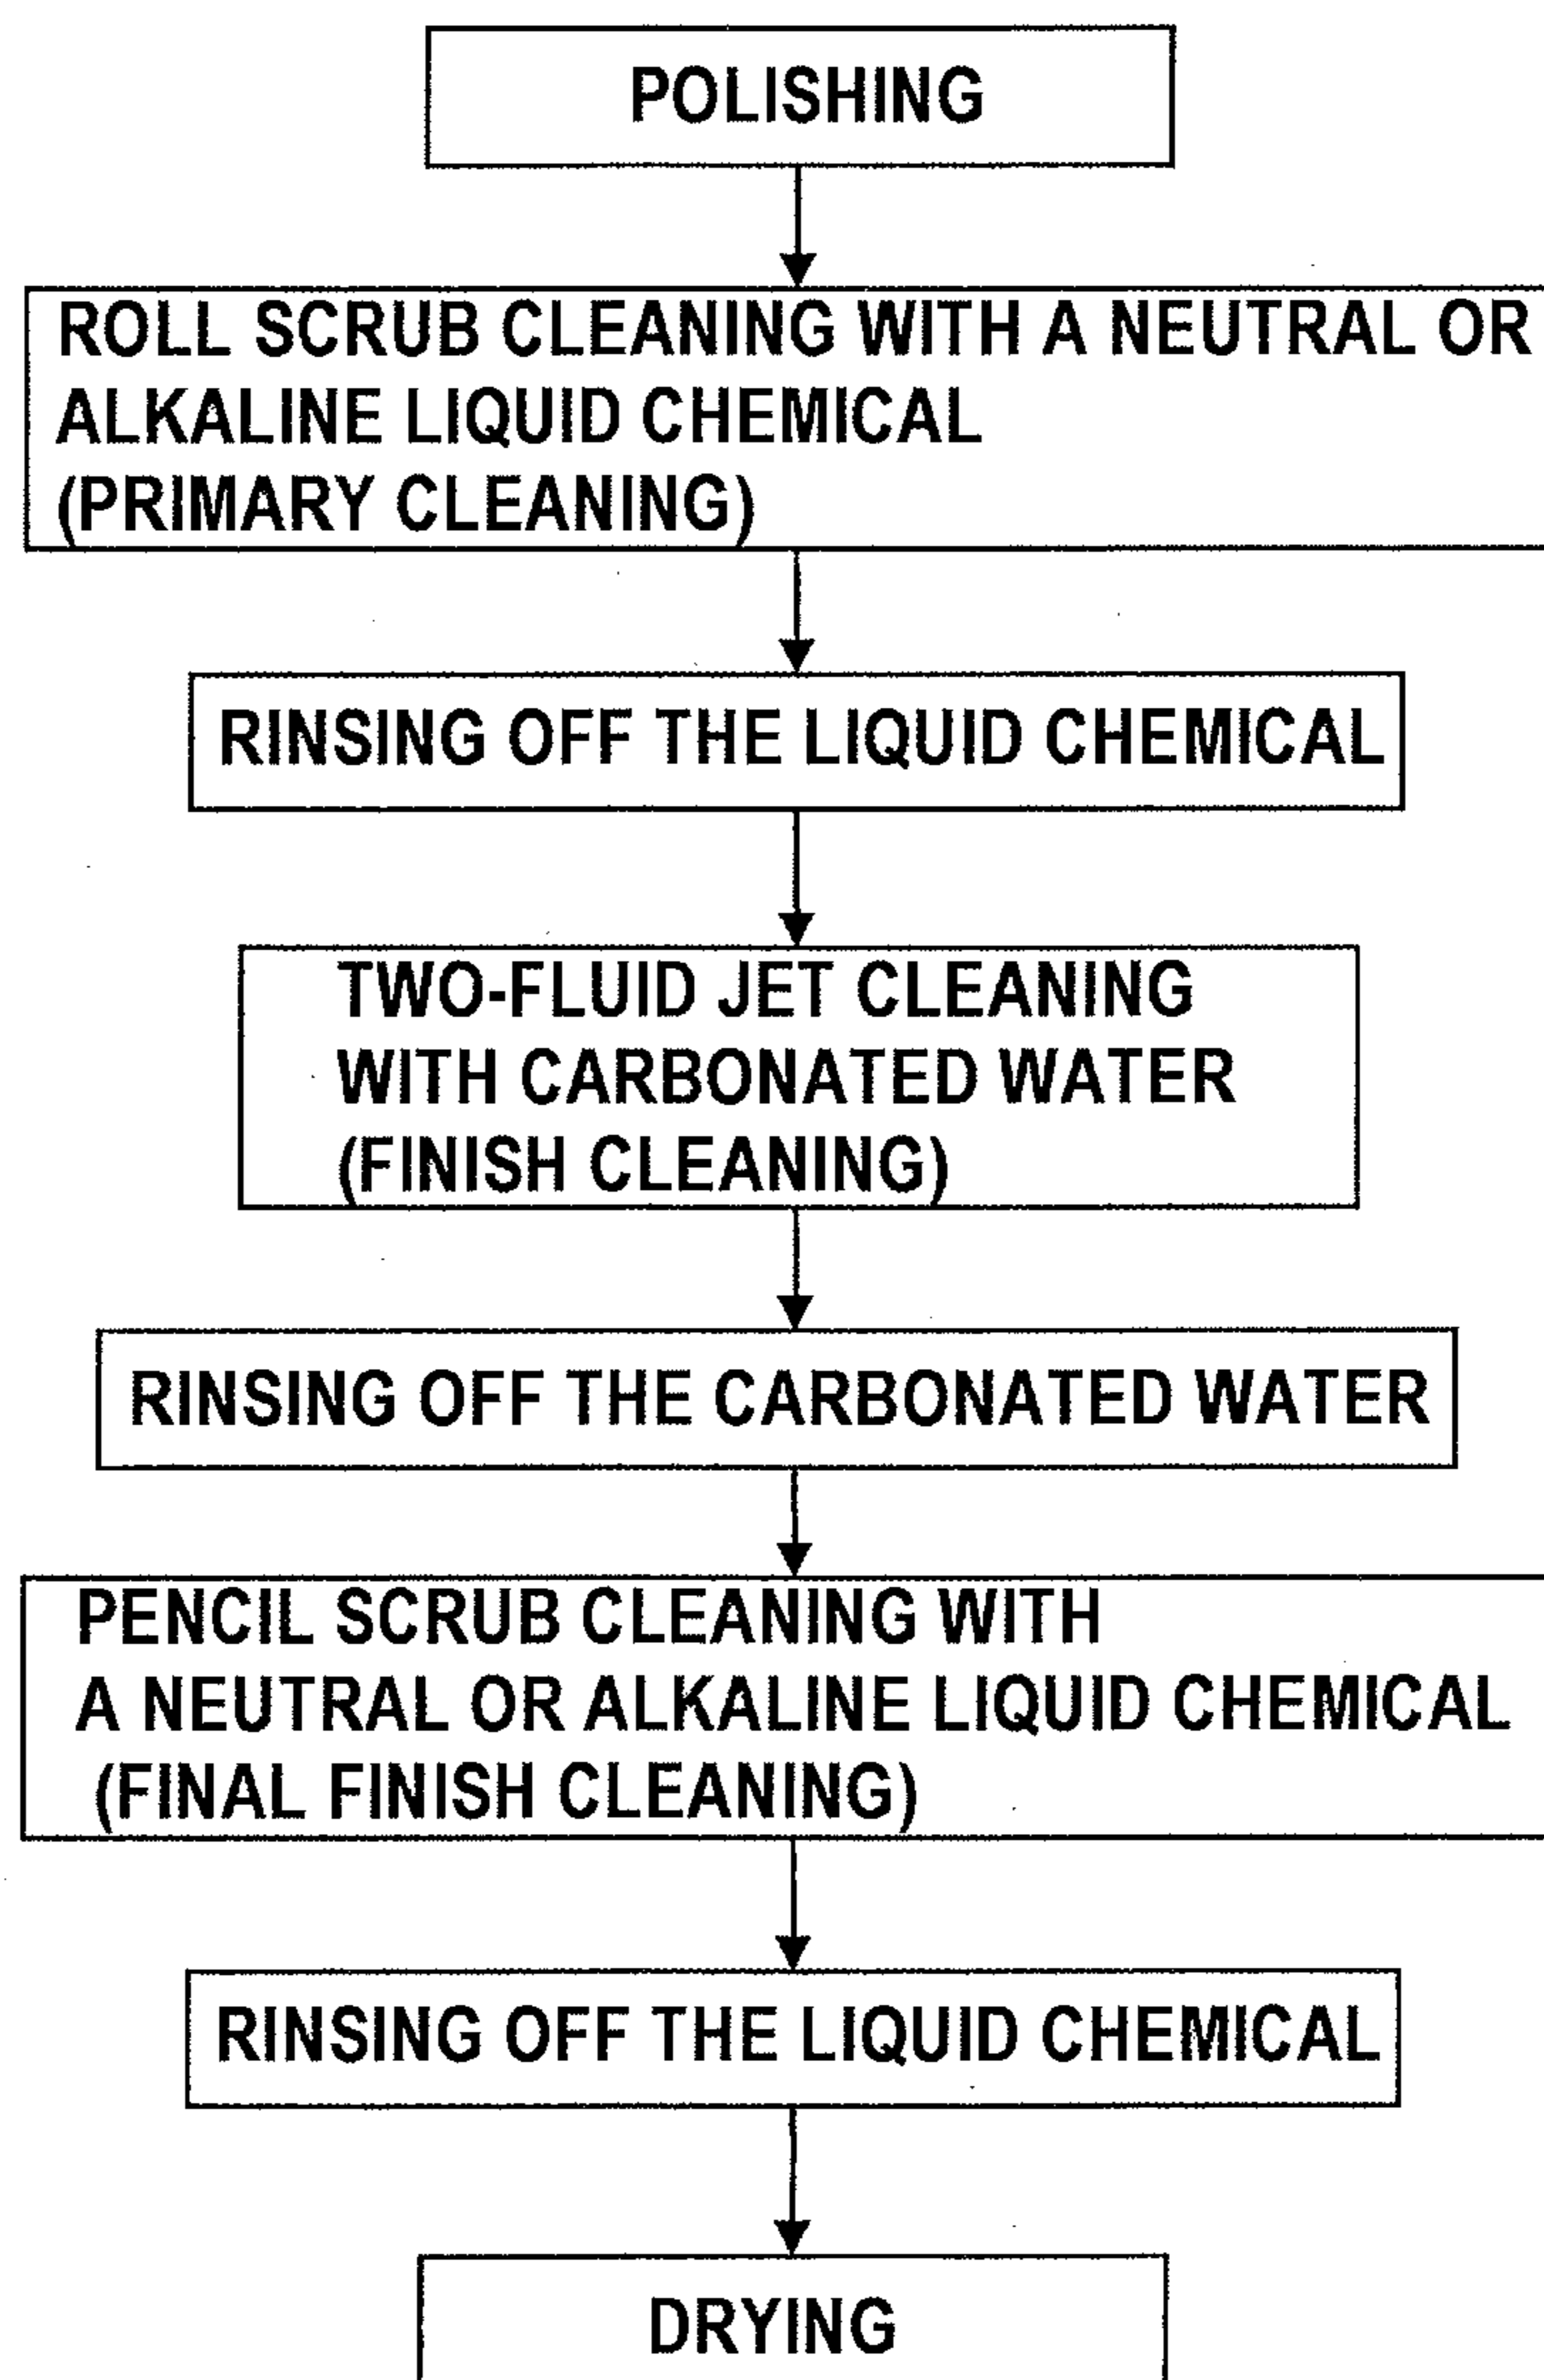 POLISHING
ROLL SCRUB CLEANING WITH A NEUTRAL OR
ALKALINE LIQUID CHEMICAL
(PRIMARY CLEANING)
RINSING OFF THE LIQUID CHEMICAL
TWO-FLUID JET CLEANING
WITH CARBONATED WATER
(FINISH CLEANING)
RINSING OFF THE CARBONATED WATER
PENCIL SCRUB CLEANING WITH
A NEUTRAL OR ALKALINE LIQUID CHEMICAL
(FINAL FINISH CLEANING)
RINSING OFF THE LIQUID CHEMICAL
DRYING